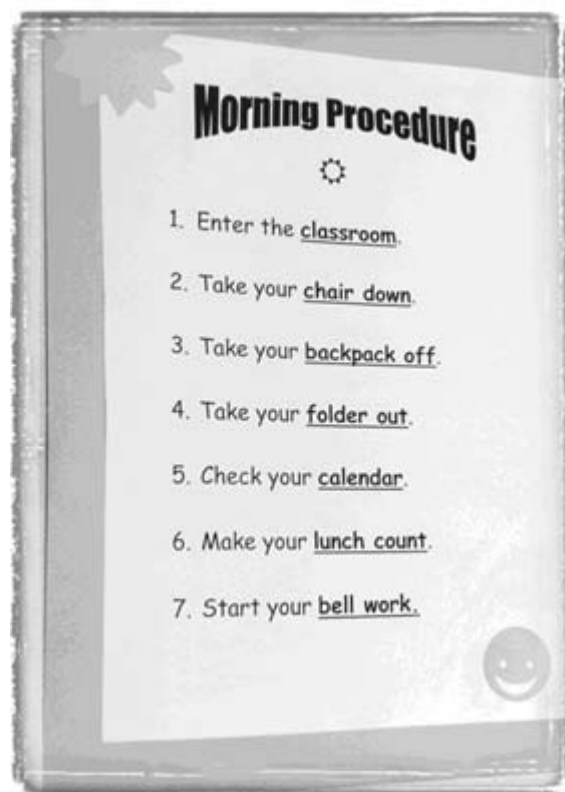 Morning Procedure
1. Enter the classroom.
2. Take your chair down.
3. Take your backpack off.
4. Take your folder out.
5. Check your calendar.
6. Make your lunch count.
7. Start your bell work.